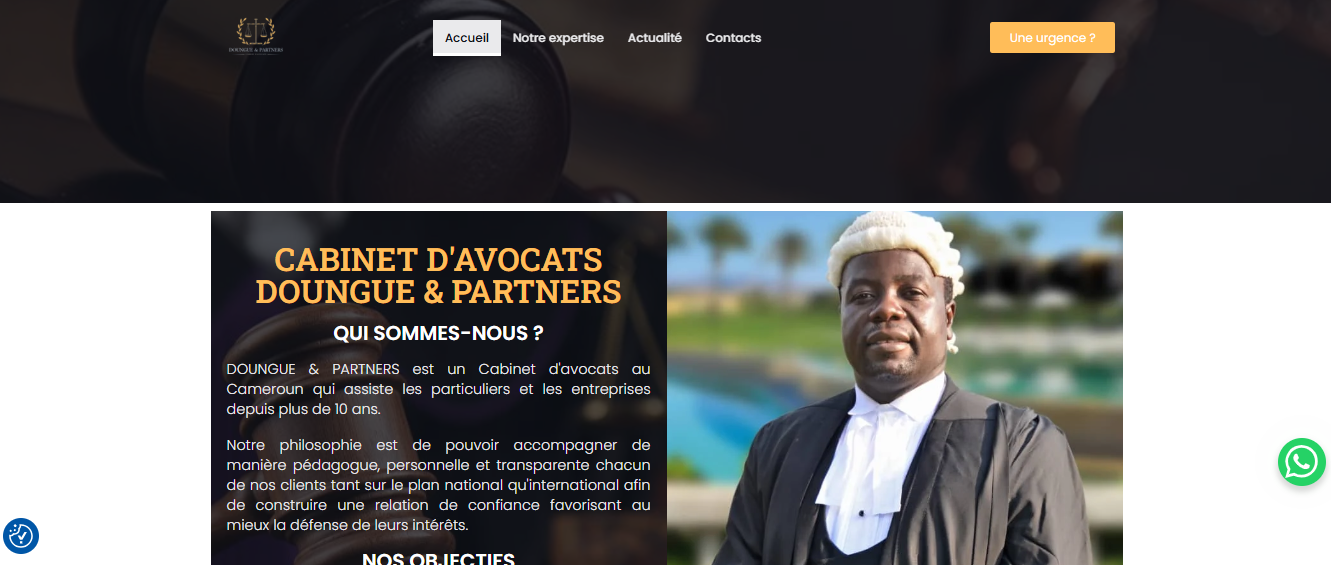 DOUNGUE & PARTNERS
Accueil
Notre expertise
Actualité
Contacts
Une urgence ?
CABINET D'AVOCATS
DOUNGUE & PARTNERS
QUI SOMMES-NOUS ?
DOUNGUE & PARTNERS est un Cabinet d'avocats au
Cameroun qui assiste les particuliers et les entreprises
depuis plus de 10 ans.
Notre philosophie est de pouvoir accompagner de
manière pédagogue, personnelle et transparente chacun
de nos clients tant sur le plan national qu'international afin
de construire une relation de confiance favorisant au
mieux la défense de leurs intérêts.
NOS OBJECTIFS